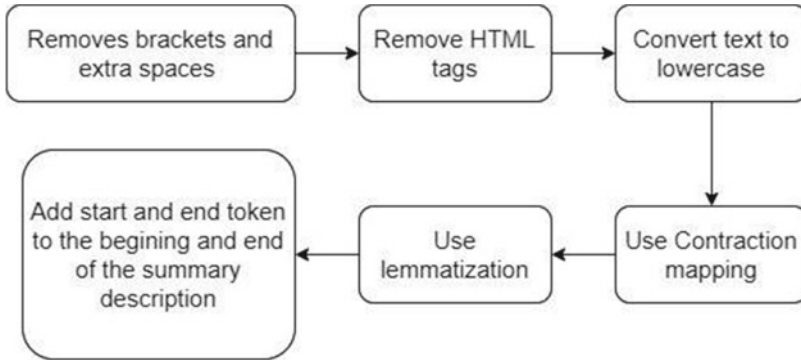 Removes brackets and
extra spaces
Remove HTML
tags
Convert text to
lowercase
Use Contraction
mapping
Use
lemmatization
Add start and end token
to the begining and end
of the summary
description